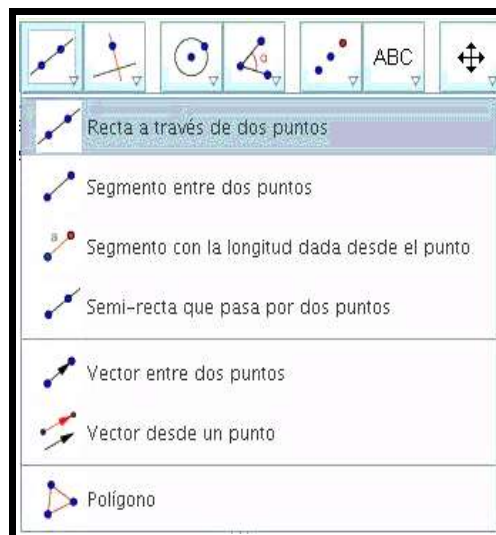 ABC
Recta a través de dos puntos
Segmento entre dos puntos
Segmento con la longitud dada desde el punto
Semi-recta que pasa por dos puntos
Vector entre dos puntos
Vector desde un punto
Polígono